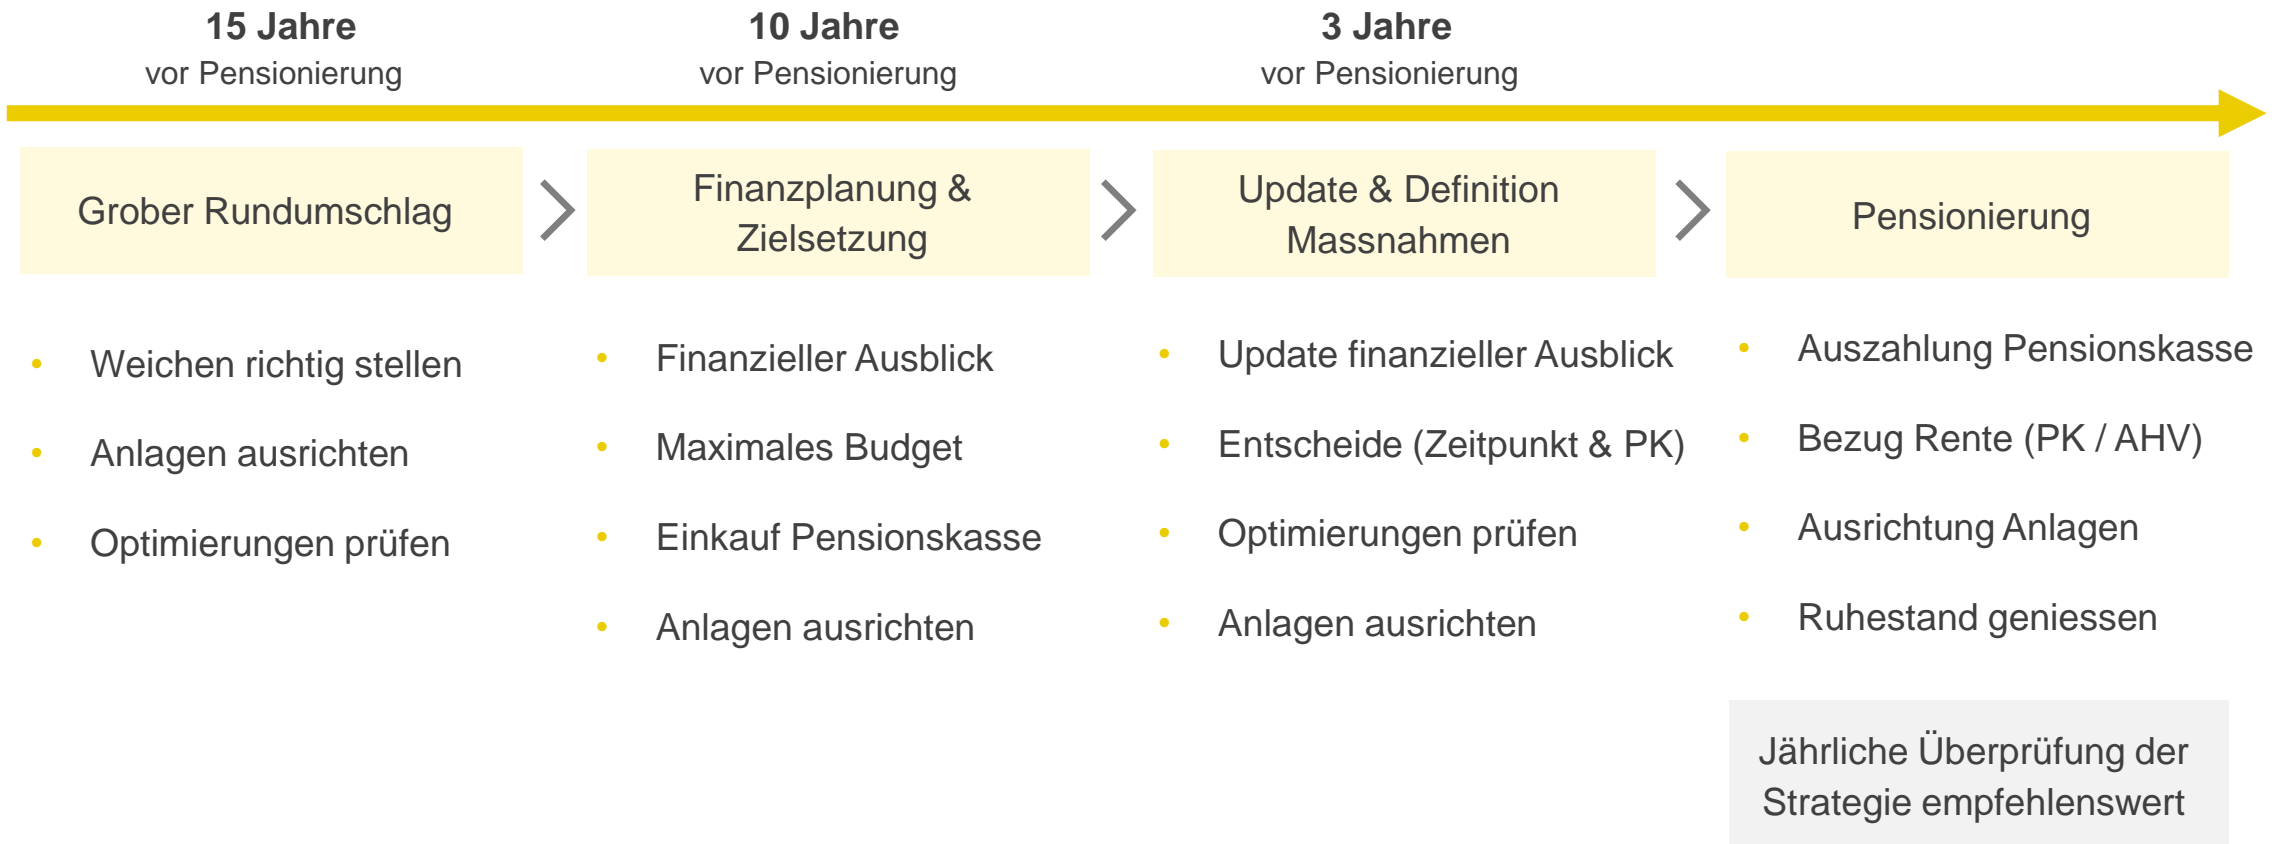 15 Jahre
vor Pensionierung
10 Jahre
vor Pensionierung
3 Jahre
vor Pensionierung
Grober Rundumschlag
Finanzplanung &
Zielsetzung
Update & Definition
Massnahmen
Pensionierung
• Weichen richtig stellen
• Anlagen ausrichten
• Optimierungen prüfen
• Finanzieller Ausblick
• Maximales Budget
• Einkauf Pensionskasse
• Anlagen ausrichten
• Update finanzieller Ausblick
• Entscheide (Zeitpunkt & PK)
• Optimierungen prüfen
• Anlagen ausrichten
• Auszahlung Pensionskasse
• Bezug Rente (PK / AHV)
• Ausrichtung Anlagen
• Ruhestand geniessen
Jährliche Überprüfung der
Strategie empfehlenswert